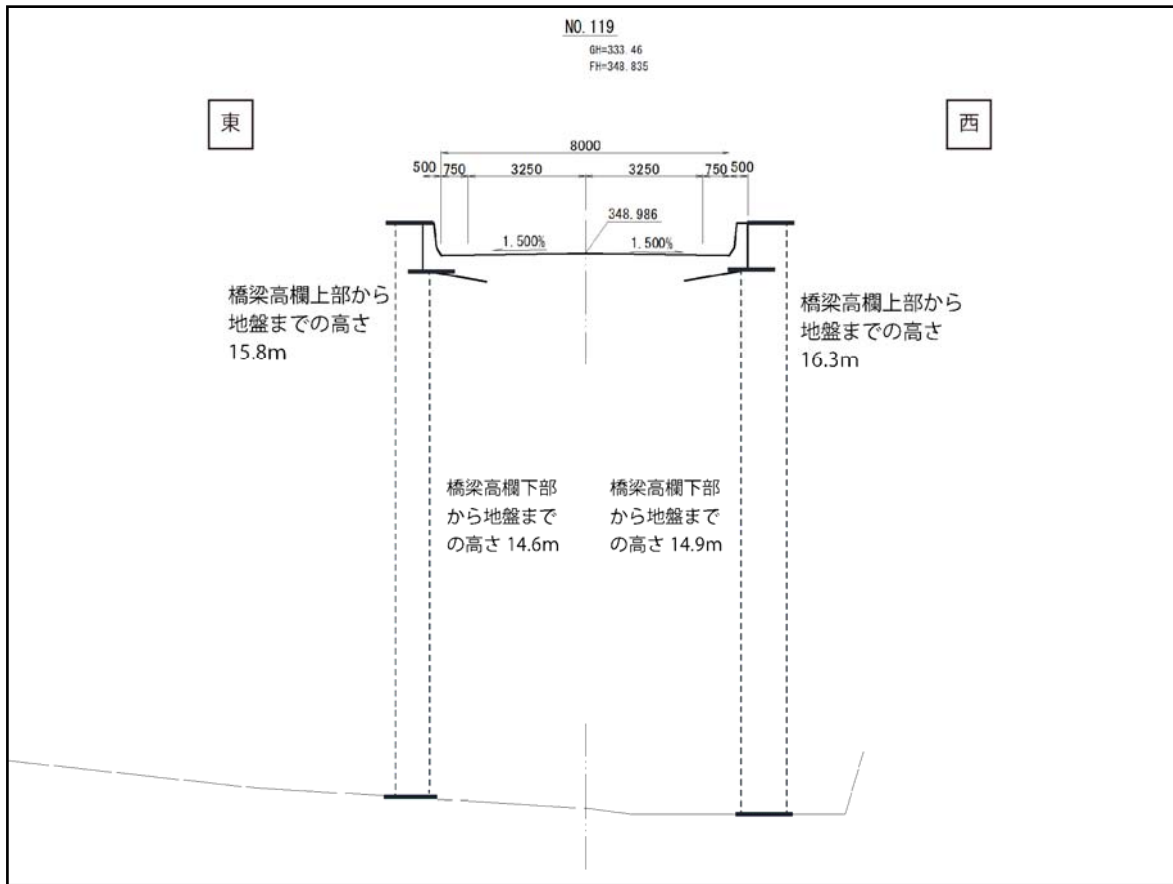 NO. 119
GH=333. 46
FH=348. 835
東
西
8000
500 750 3250 3250 750 500
348.986
1.500% 1.500%
橋梁高欄上部から
地盤までの高さ
15.8m
橋梁高欄上部から
地盤までの高さ
16.3m
橋梁高欄下部
から地盤まで
の高さ 14.6m
橋梁高欄下部
から地盤まで
の高さ 14.9m